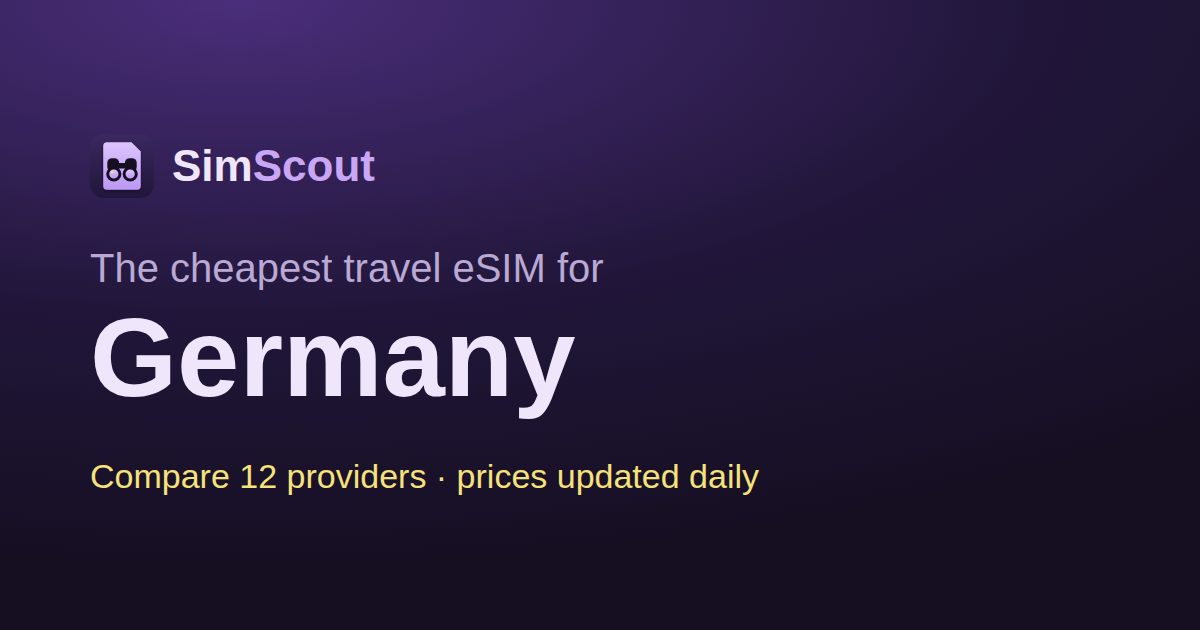 SimScout
The cheapest travel eSIM for
Germany
Compare 12 providers · prices updated daily